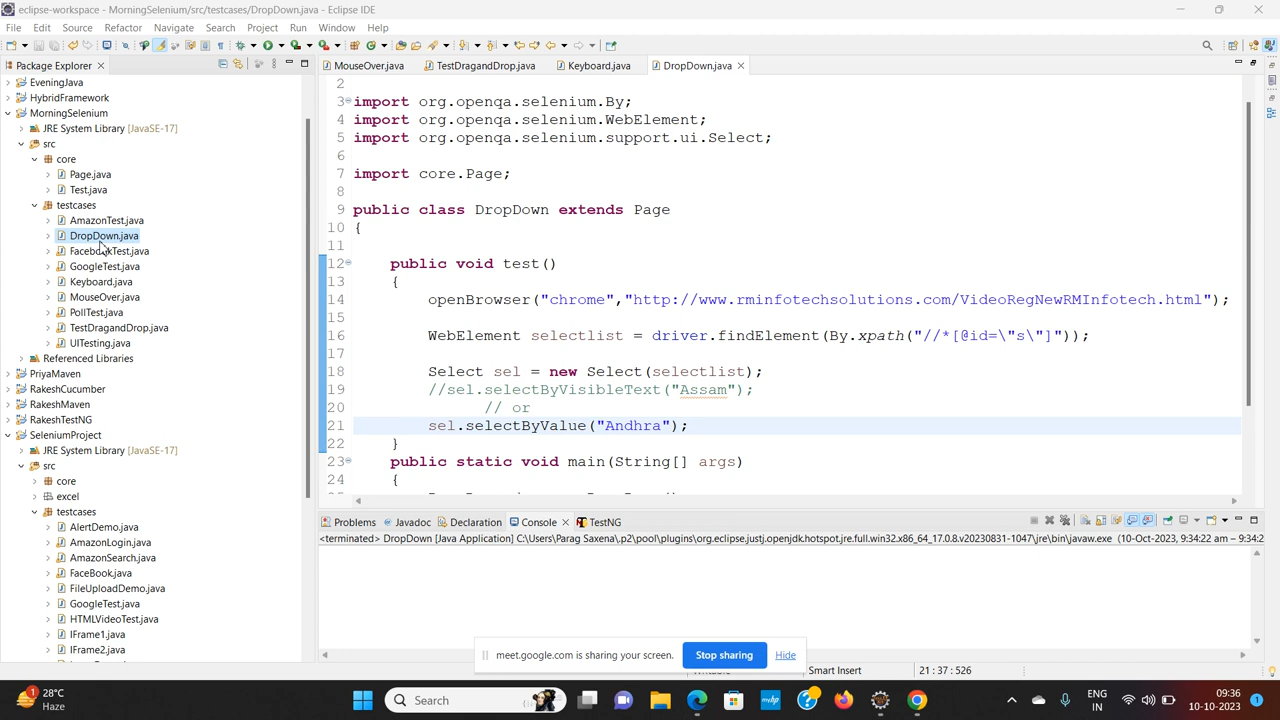 eclipse-workspace - MorningSelenium/src/testcases/DropDown.java - Eclipse IDE
File Edit Source Refactor Navigate Search Project Run Window Help
Package Explorer
MouseOver.java TestDragandDrop.java Keyboard.java DropDown.java
EveningJava
HybridFramework
MorningSelenium
JRE System Library [JavaSE-17]
src
core
Page.java
Test.java
testcases
AmazonTest.java
DropDown.java
FacebookTest.java
GoogleTest.java
Keyboard.java
MouseOver.java
PollTest.java
TestDragandDrop.java
UITesting.java
Referenced Libraries
PriyaMaven
RakeshCucumber
RakeshMaven
RakeshTestNG
SeleniumProject
JRE System Library [JavaSE-17]
src
core
excel
testcases
AlertDemo.java
AmazonLogin.java
AmazonSearch.java
FaceBook.java
FileUploadDemo.java
GoogleTest.java
HTMLVideoTest.java
IFrame1.java
IFrame2.java
2
3 import org.openqa.selenium.By;
4 import org.openqa.selenium.WebElement;
5 import org.openqa.selenium.support.ui.Select;
6
7 import core.Page;
8
9 public class DropDown extends Page
10 {
11
12 public void test()
13 {
14 openBrowser("chrome","http://www.rminfotechsolutions.com/VideoRegNewRMInfotech.html");
15
16 WebElement selectlist = driver.findElement(By.xpath("//*[@id=\"s\"]"));
17
18 Select sel = new Select(selectlist);
19 //sel.selectByVisibleText("Assam");
20 // or
21 sel.selectByValue("Andhra");
22 }
23 public static void main(String[] args)
24 {
Problems Javadoc Declaration Console TestNG
<terminated> DropDown [Java Application] C:\Users\Parag Saxena\.p2\pool\plugins\org.eclipse.justj.openjdk.hotspot.jre.full.win32.x86_64_17.0.8.v20230831-1047\jre\bin\javaw.exe (10-Oct-2023, 9:34:22 am – 9:34:2
meet.google.com is sharing your screen. Stop sharing Hide
Smart Insert 21 : 37 : 526
1
28°C
Haze
Search
ENG
IN
09:36
10-10-2023
1